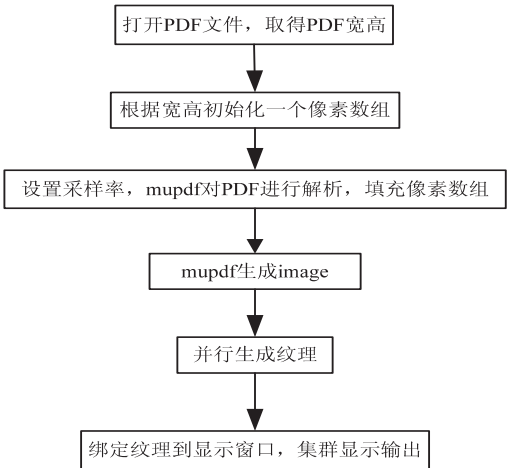 打开PDF文件，取得PDF宽高
根据宽高初始化一个像素数组
设置采样率，mupdf对PDF进行解析，填充像素数组
mupdf生成image
并行生成纹理
绑定纹理到显示窗口，集群显示输出